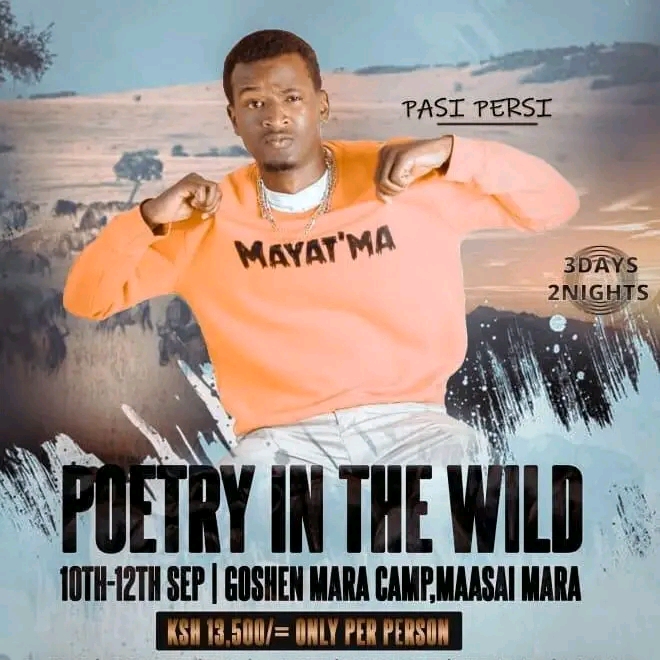 PASI PERSI
MAYAT'MA
3DAYS
2NIGHTS
POETRY IN THE WILD
10TH-12TH SEP | GOSHEN MARA CAMP,MAASAI MARA
KSH 13,500/= ONLY PER PERSON